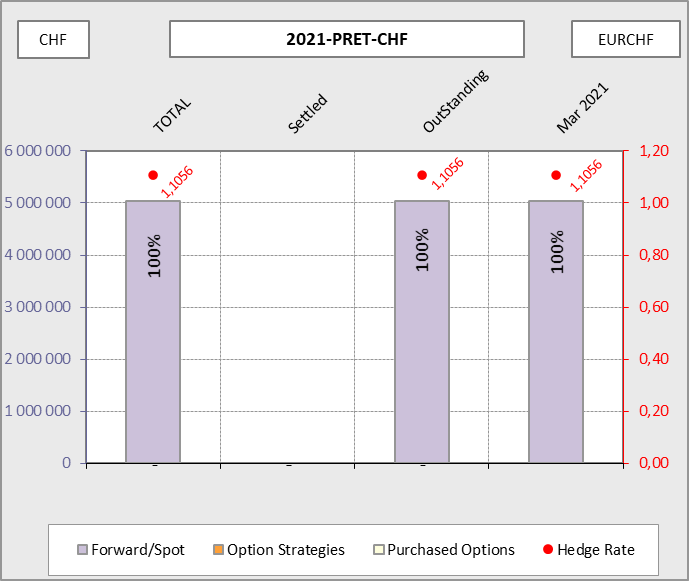 CHF
2021-PRET-CHF
EURCHF
TOTAL
Settled
OutStanding
Mar 2021
6 000 000
5 000 000
4 000 000
3 000 000
2 000 000
1 000 000
0
1,1056
1,1056
1,1056
100%
100%
100%
1,20
1,00
0,80
0,60
0,40
0,20
0,00
-
-
-
Forward/Spot
Option Strategies
Purchased Options
Hedge Rate